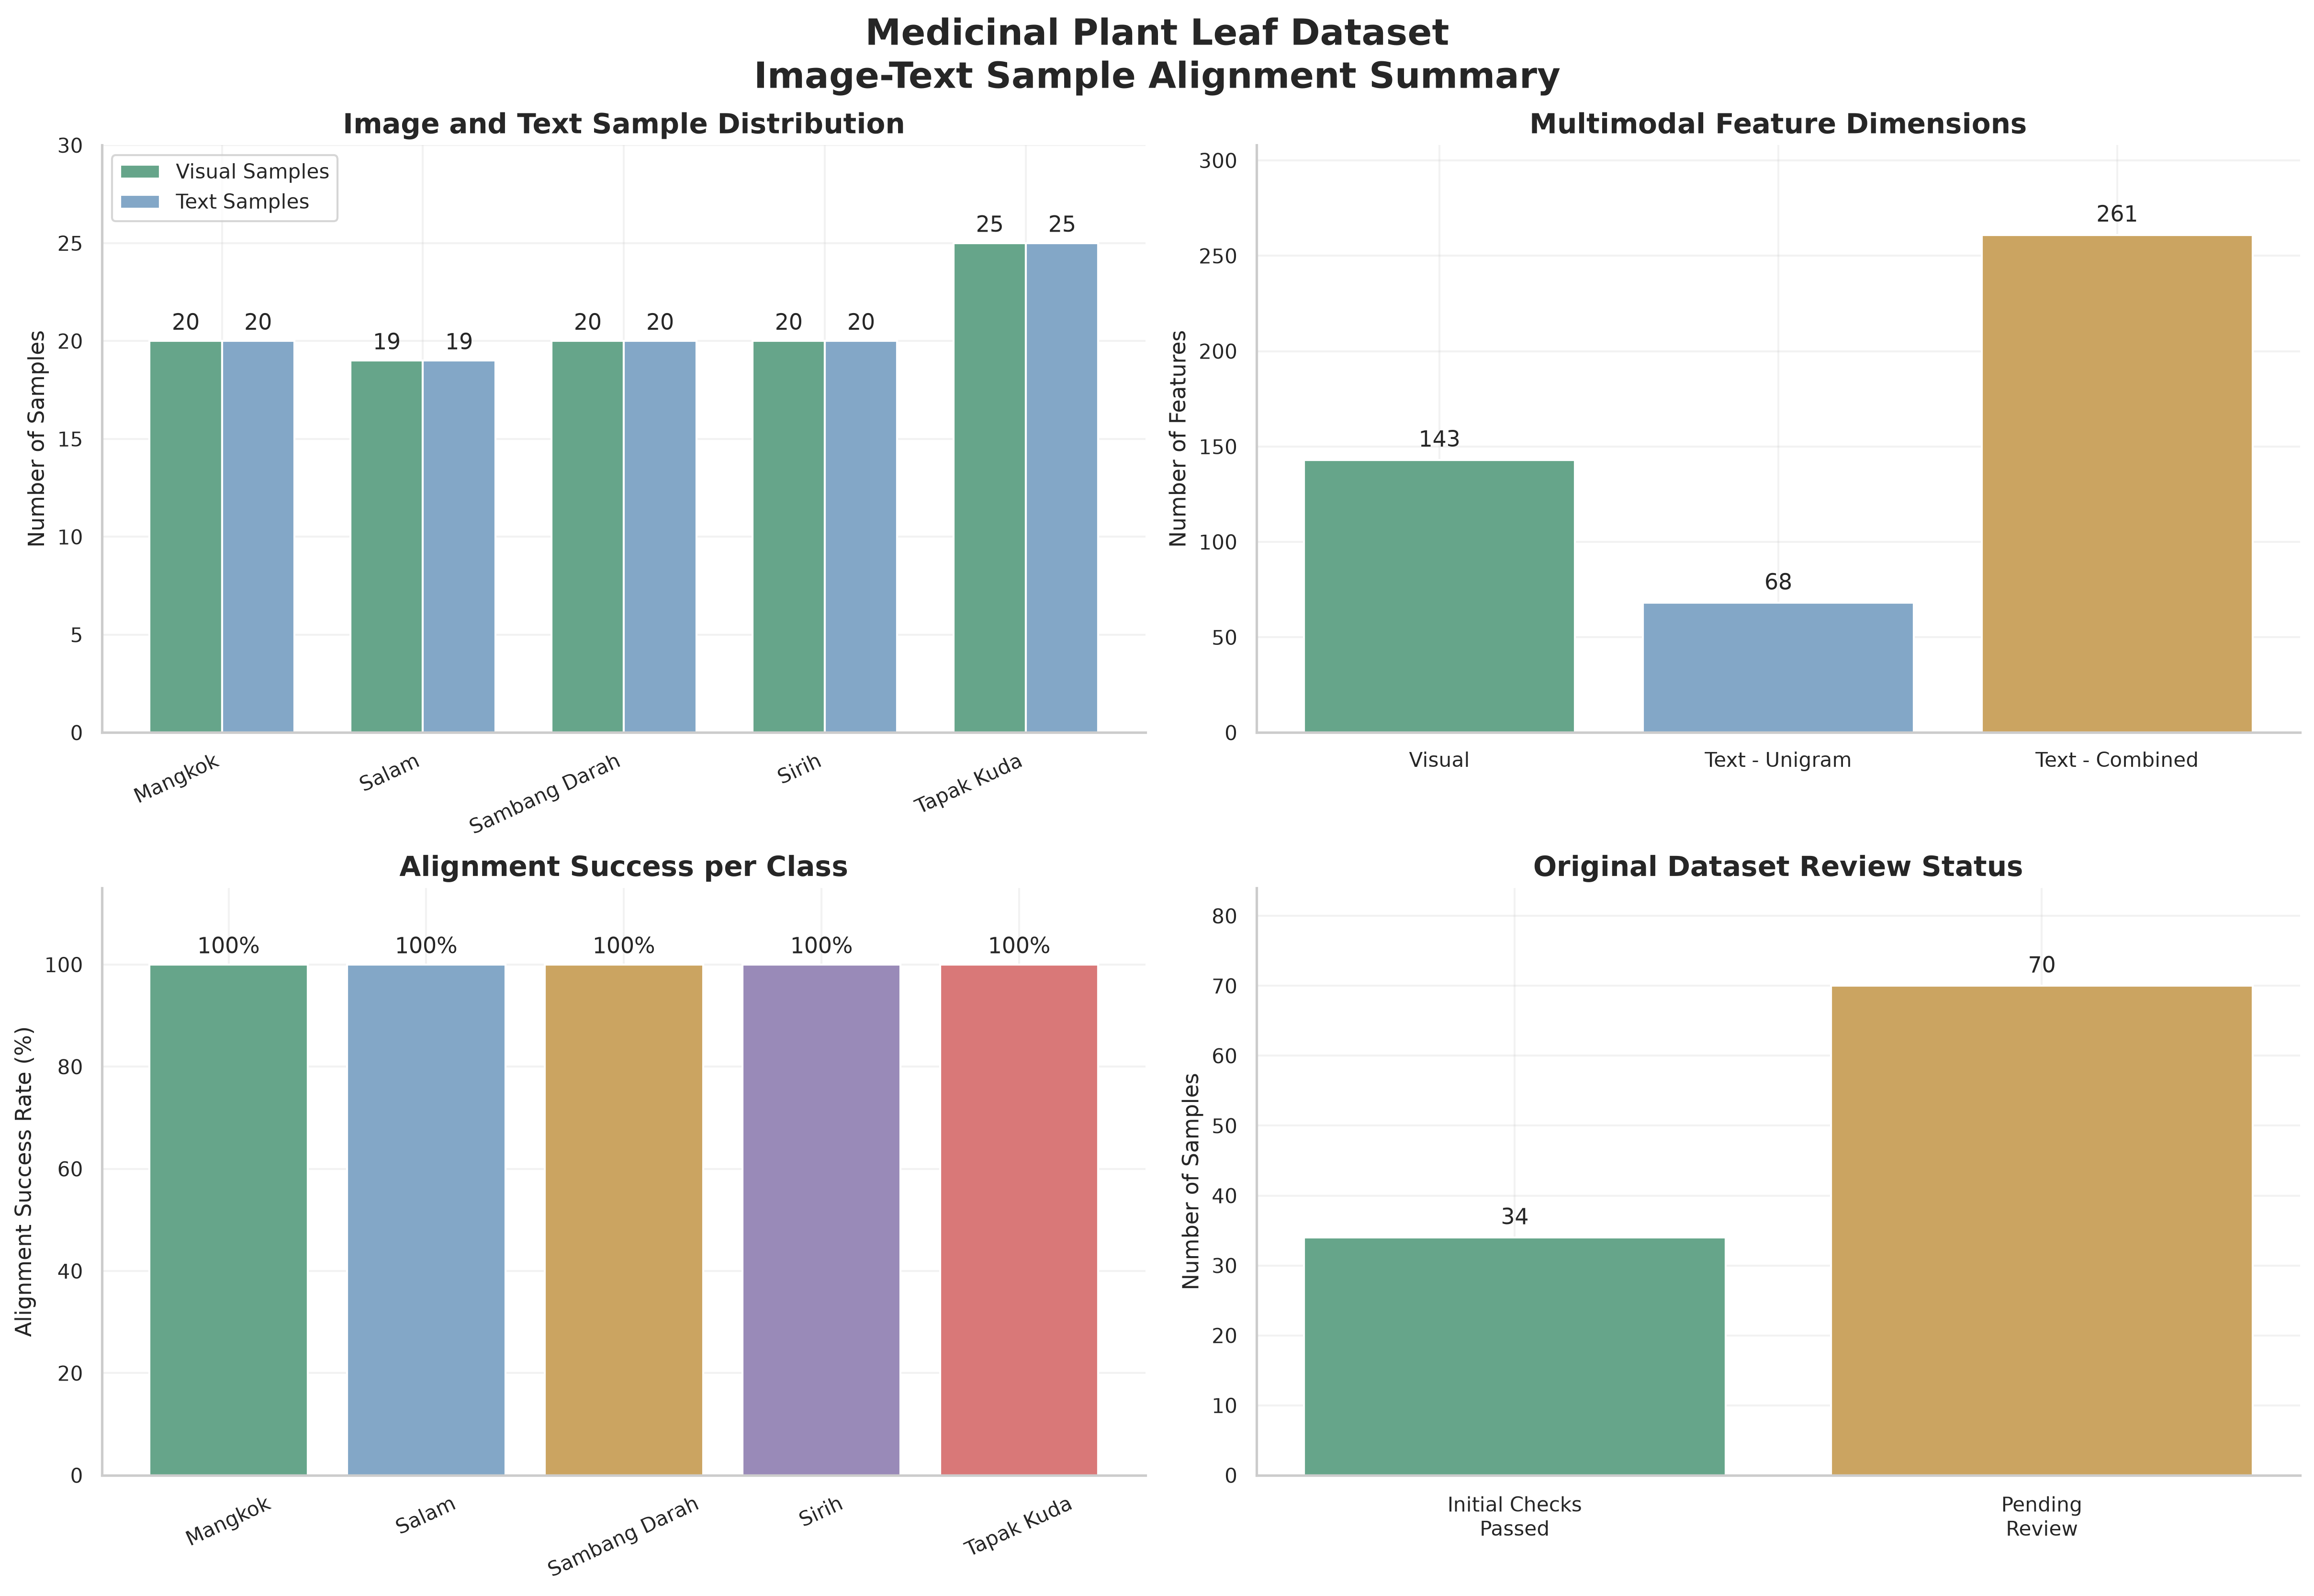 Medicinal Plant Leaf Dataset
Image-Text Sample Alignment Summary
Image and Text Sample Distribution
Visual Samples
Text Samples
Number of Samples
30
25
20
15
10
5
0
20
20
19
19
20
20
20
20
25
25
Mangkok
Salam
Sambang Darah
Sirih
Tapak Kuda
Multimodal Feature Dimensions
Number of Features
300
250
200
150
100
50
0
143
68
261
Visual
Text - Unigram
Text - Combined
Alignment Success per Class
Alignment Success Rate (%)
100
80
60
40
20
0
100%
100%
100%
100%
100%
Mangkok
Salam
Sambang Darah
Sirih
Tapak Kuda
Original Dataset Review Status
Number of Samples
80
70
60
50
40
30
20
10
0
34
70
Initial Checks
Passed
Pending
Review